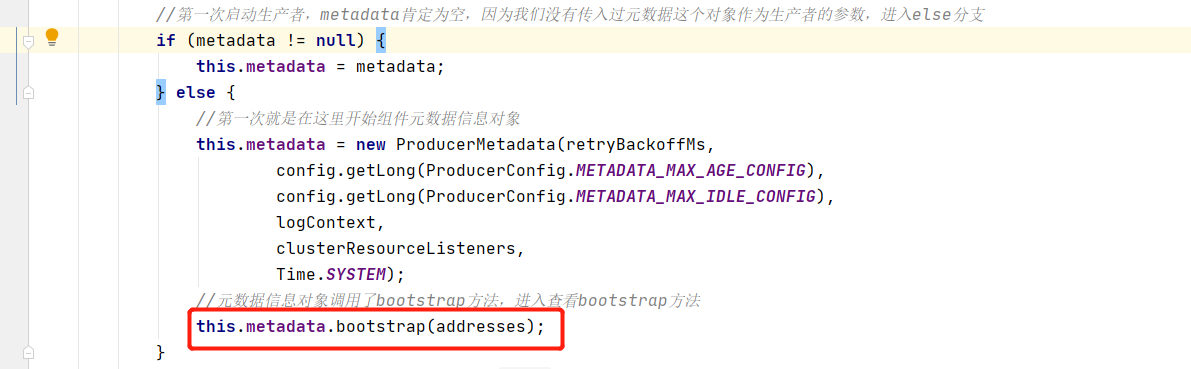 //第一次启动生产者，metadata肯定为空，因为我们没有传入过元数据这个对象作为生产者的参数，进入else分支
if (metadata != null) {
this.metadata = metadata;
} else {
//第一次就是在这里开始组件元数据信息对象
this.metadata = new ProducerMetadata(retryBackoffMs,
config.getLong(ProducerConfig.METADATA_MAX_AGE_CONFIG),
config.getLong(ProducerConfig.METADATA_MAX_IDLE_CONFIG),
logContext,
clusterResourceListeners,
Time.SYSTEM);
//元数据信息对象调用了bootstrap方法，进入查看bootstrap方法
this.metadata.bootstrap(addresses);
}